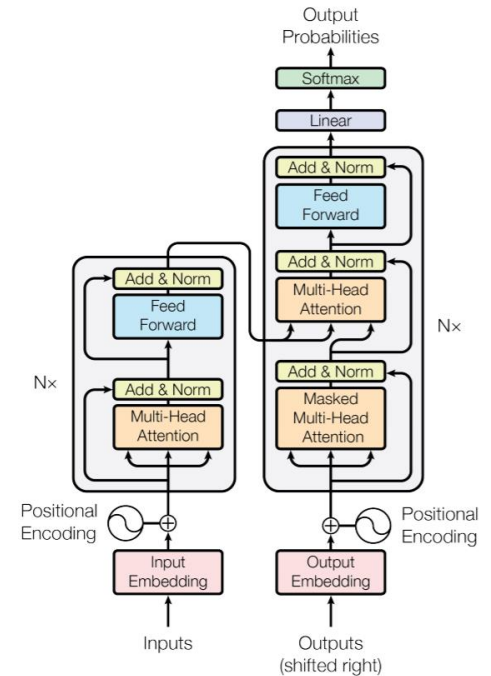 Output
Probabilities
Softmax
Linear
Add & Norm
Feed
Forward
Add & Norm
Multi-Head
Attention
Add & Norm
Masked
Multi-Head
Attention
N×
Add & Norm
Feed
Forward
N×
Add & Norm
Multi-Head
Attention
Positional
Encoding
Positional
Encoding
Input
Embedding
Output
Embedding
Inputs
Outputs
(shifted right)